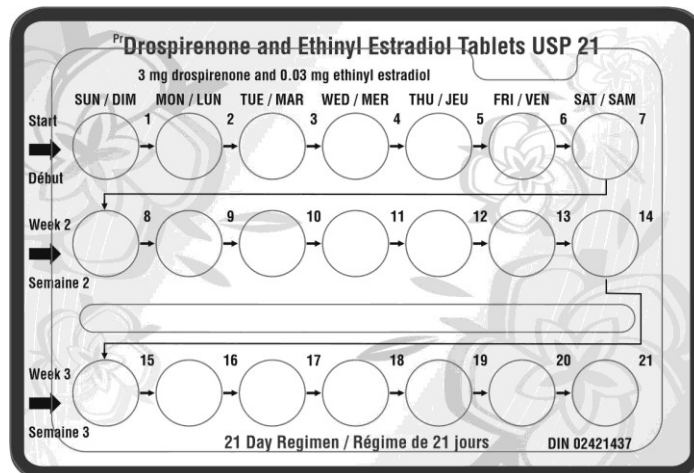 PrDrospirenone and Ethinyl Estradiol Tablets USP 21
3 mg drospirenone and 0.03 mg ethinyl estradiol
SUN / DIM MON / LUN TUE / MAR WED / MER THU / JEU FRI / VEN SAT / SAM
Start 1 2 3 4 5 6 7
Début
Week 2 8 9 10 11 12 13 14
Semaine 2
Week 3 15 16 17 18 19 20 21
Semaine 3
21 Day Regimen / Régime de 21 jours DIN 02421437